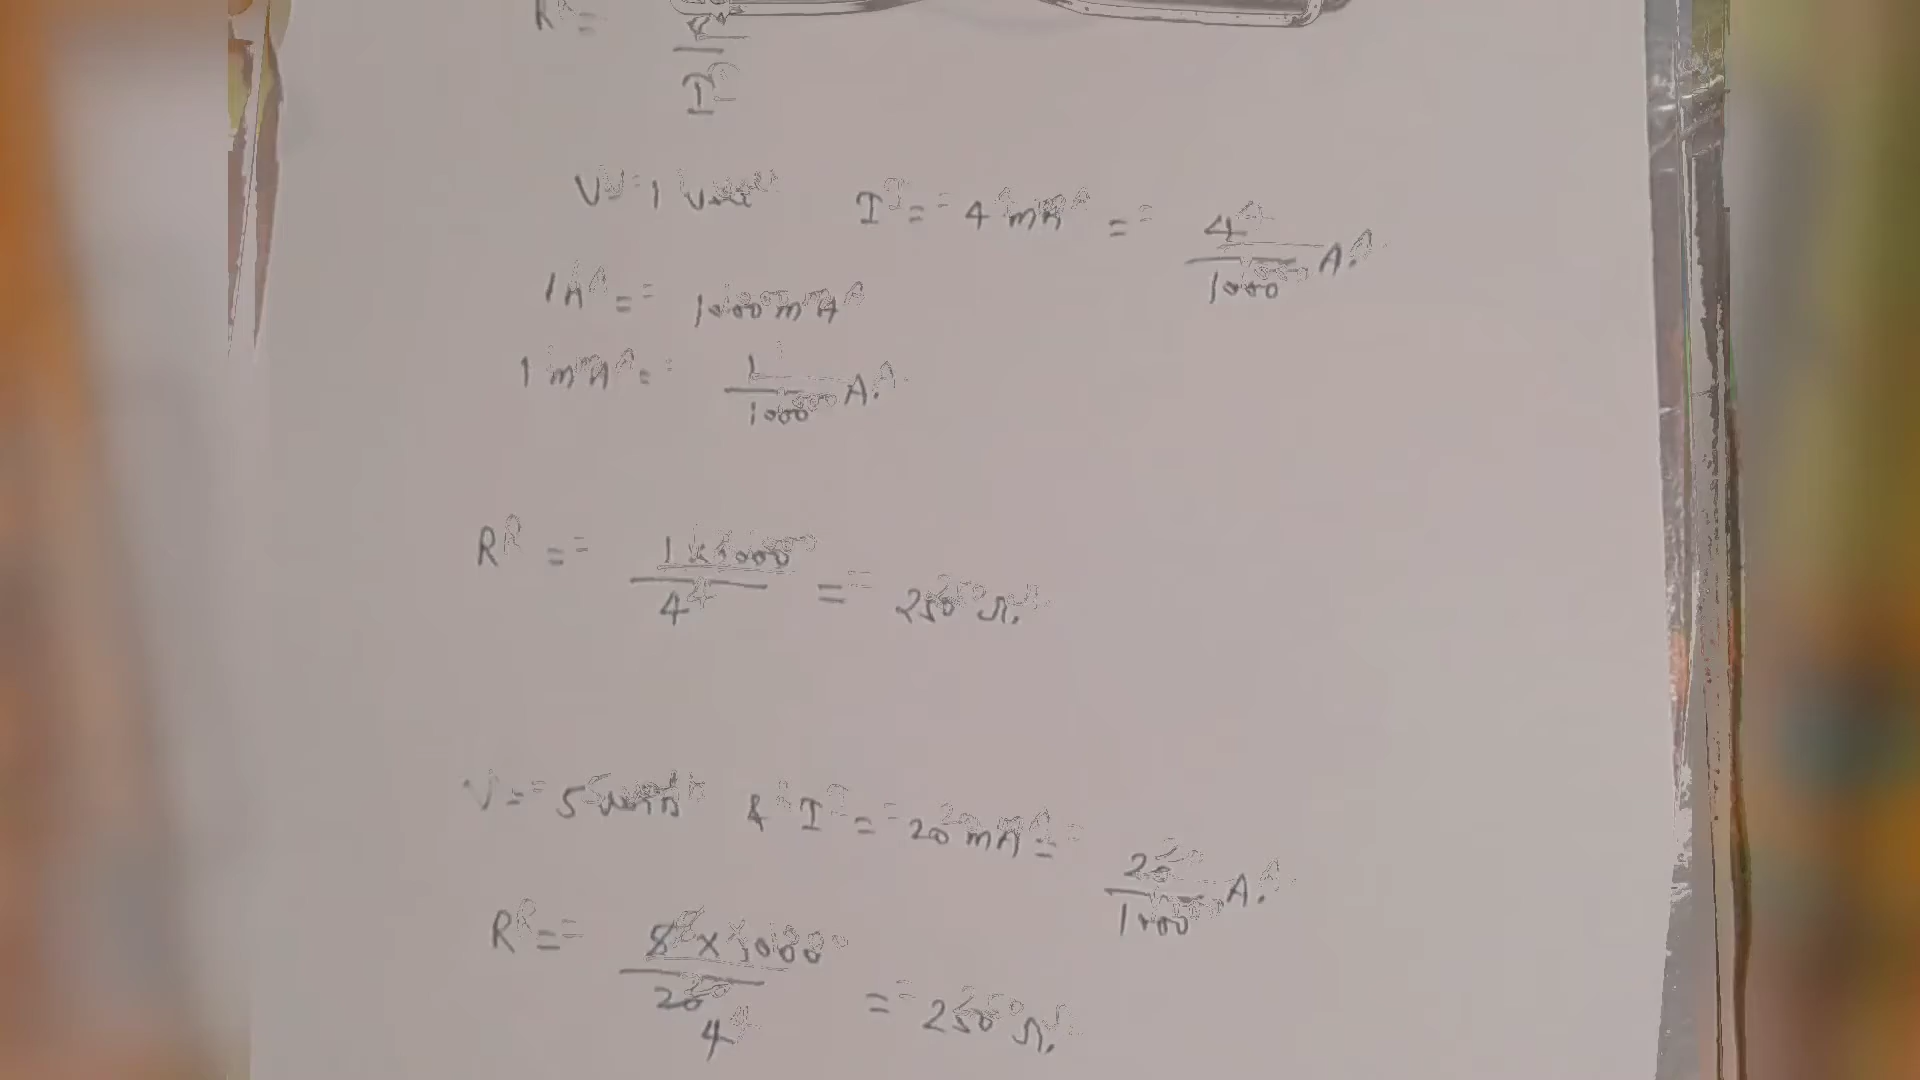 R = V/I
V = 1 Volt I = 4 mA = 4/1000 A.
1A = 1000 mA
1 mA = 1/1000 A.
R = 1 x 1000/4 = 250 Ω.
V = 5 volts & I = 20 mA = 20/1000 A.
R = 5 x 1000/20 = 250 Ω.
4